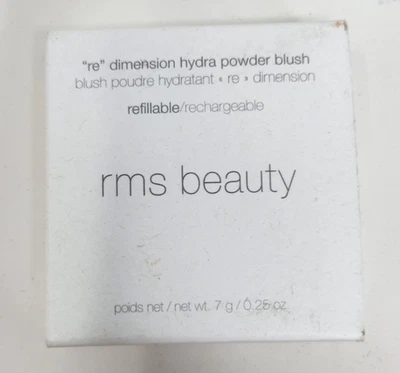 "re" dimension hydra powder blush
blush poudre hydratant « re » dimension
refillable/rechargeable
rms beauty
poids net / net wt. 7 g / 0.25 oz.